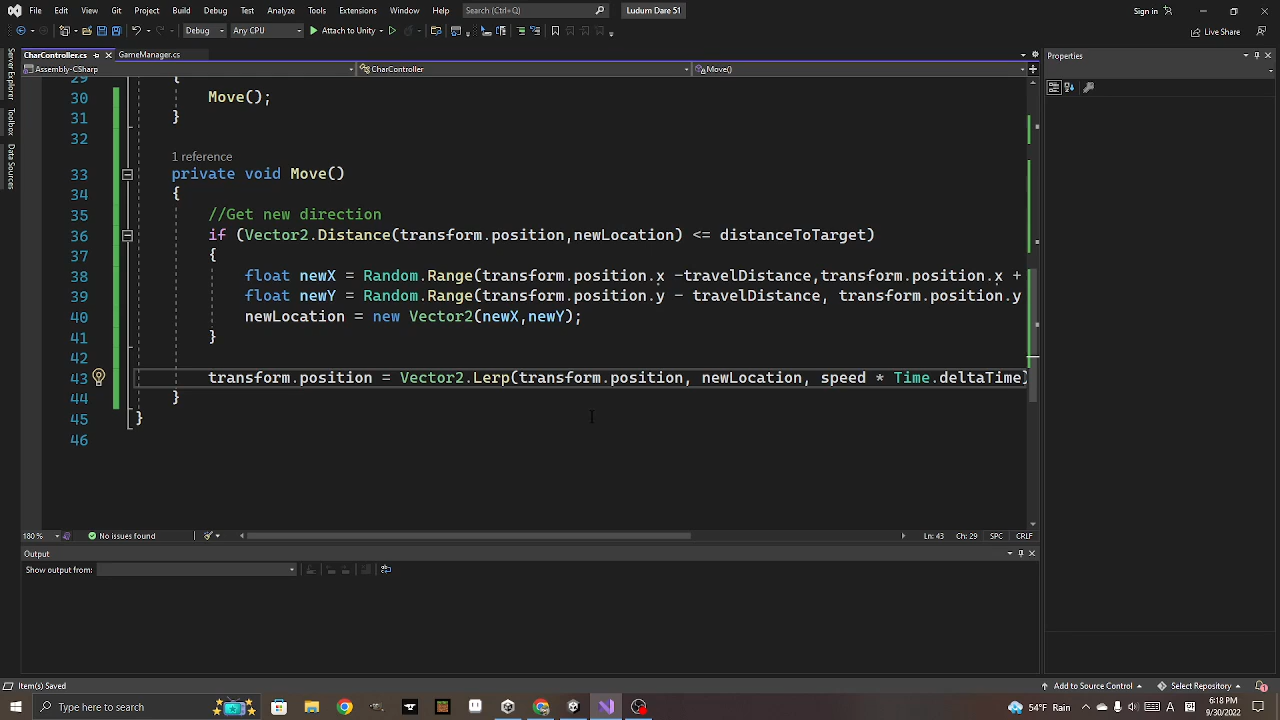 File Edit View Git Project Build Debug Test Analyze Tools Extensions Window Help Search (Ctrl+Q) Ludum Dare 51 Sign in
Debug Any CPU Attach to Unity Live Share
CharController.cs GameManager.cs
Assembly-CSharp CharController Move()
Properties
Server Explorer
Toolbox
Data Sources
29 {
30 Move();
31 }
32
1 reference
33 private void Move()
34 {
35 //Get new direction
36 if (Vector2.Distance(transform.position,newLocation) <= distanceToTarget)
37 {
38 float newX = Random.Range(transform.position.x -travelDistance,transform.position.x +
39 float newY = Random.Range(transform.position.y - travelDistance, transform.position.y
40 newLocation = new Vector2(newX,newY);
41 }
42
43 transform.position = Vector2.Lerp(transform.position, newLocation, speed * Time.deltaTime)
44 }
45 }
46
180% No issues found Ln: 43 Ch: 29 SPC CRLF
Output
Show output from:
Item(s) Saved Add to Source Control Select Repository
Type here to search 54°F Rain A 6:18 PM
9/30/2022